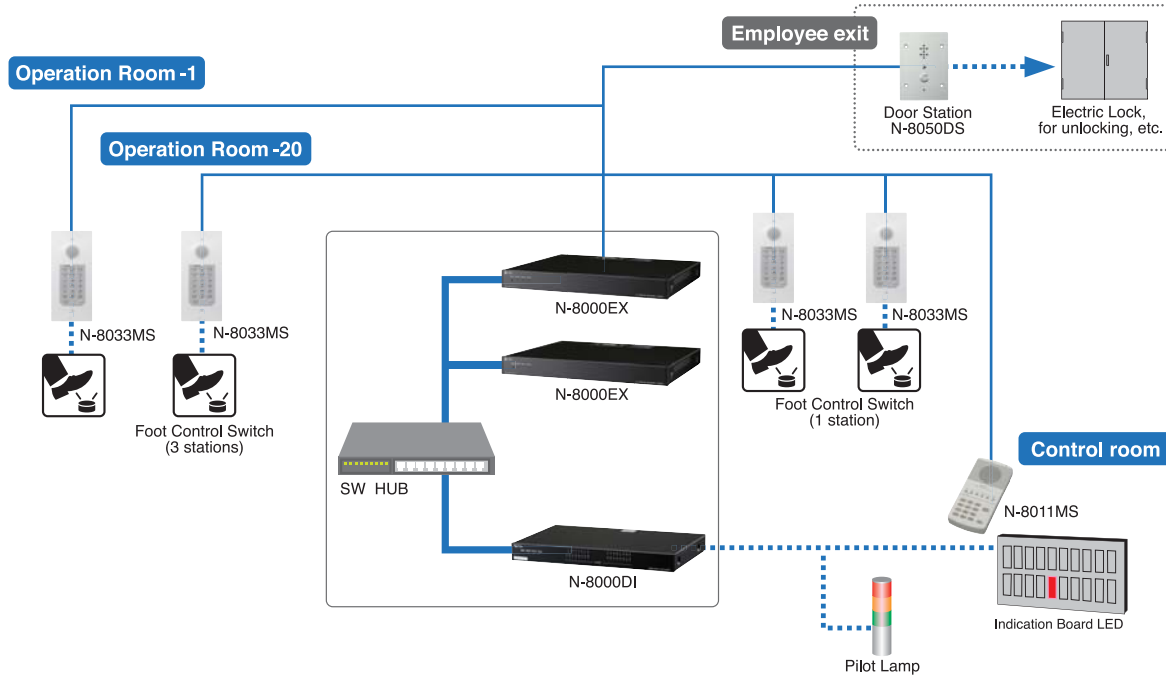 Employee exit
Operation Room -1
Door Station
N-8050DS
Electric Lock,
for unlocking, etc.
Operation Room -20
N-8033MS
N-8033MS
N-8000EX
N-8033MS
N-8033MS
N-8000EX
Foot Control Switch
(3 stations)
Foot Control Switch
(1 station)
Control room
SW HUB
N-8011MS
N-8000DI
Indication Board LED
Pilot Lamp